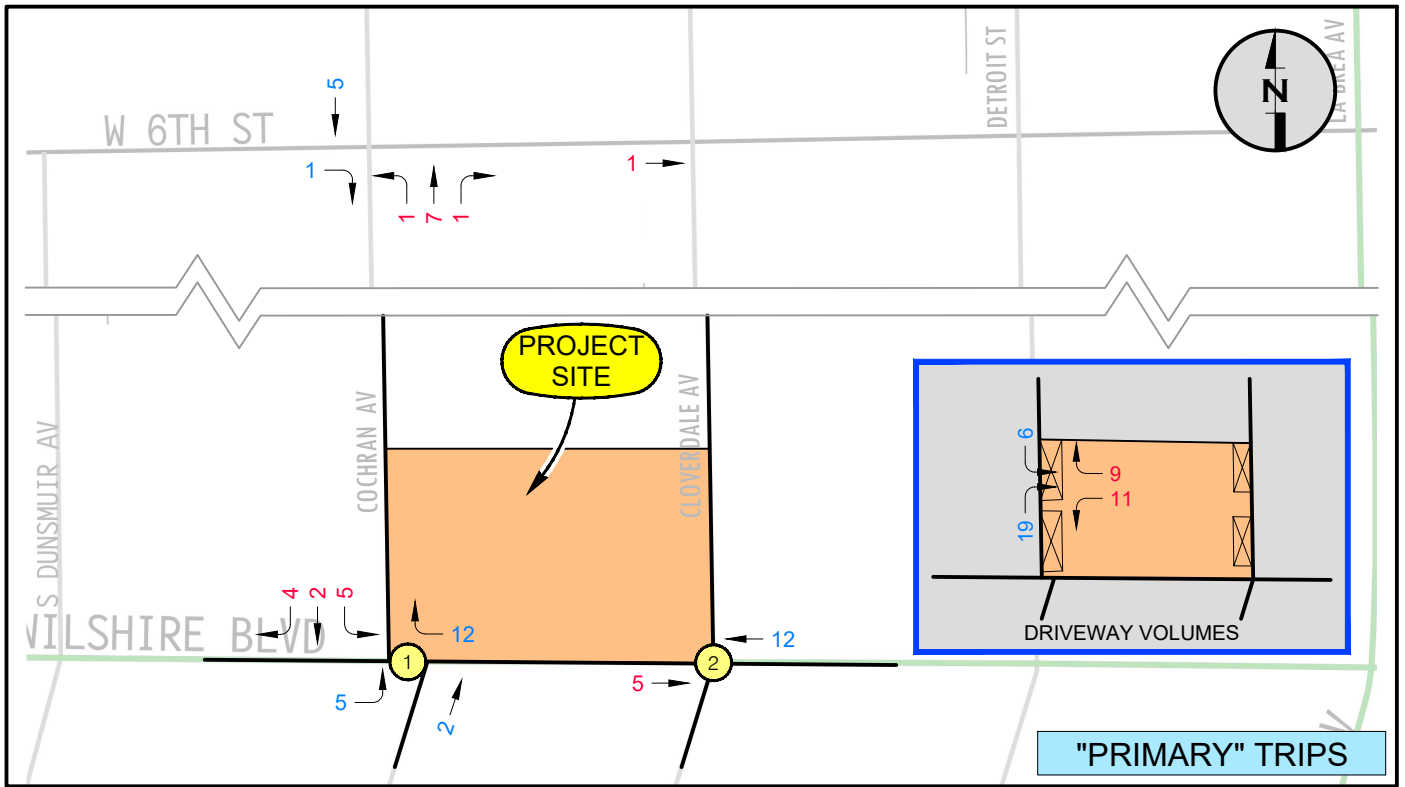 5
W 6TH ST
1
1
7
1
1
DETROIT ST
N
LA BREA AV
PROJECT
SITE
S DUNSMUIR AV
COCHRAN AV
CLOVERDALE AV
6
9
11
19
DRIVEWAY VOLUMES
4
2
5
WILSHIRE BLVD
12
12
1
2
5
5
2
"PRIMARY" TRIPS